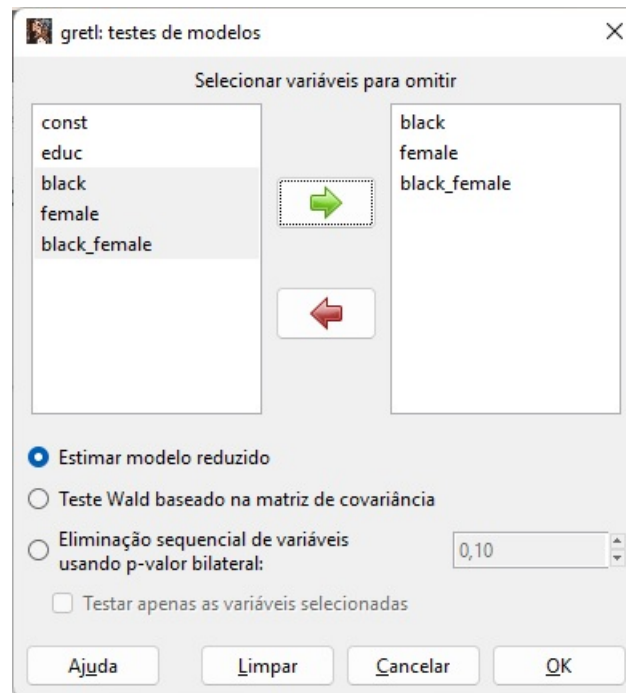 gretl: testes de modelos
Selecionar variáveis para omitir
const
educ
black
female
black_female
black
female
black_female
Estimar modelo reduzido
Teste Wald baseado na matriz de covariância
Eliminação sequencial de variáveis
usando p-valor bilateral:
0,10
Testar apenas as variáveis selecionadas
Ajuda
Limpar
Cancelar
OK